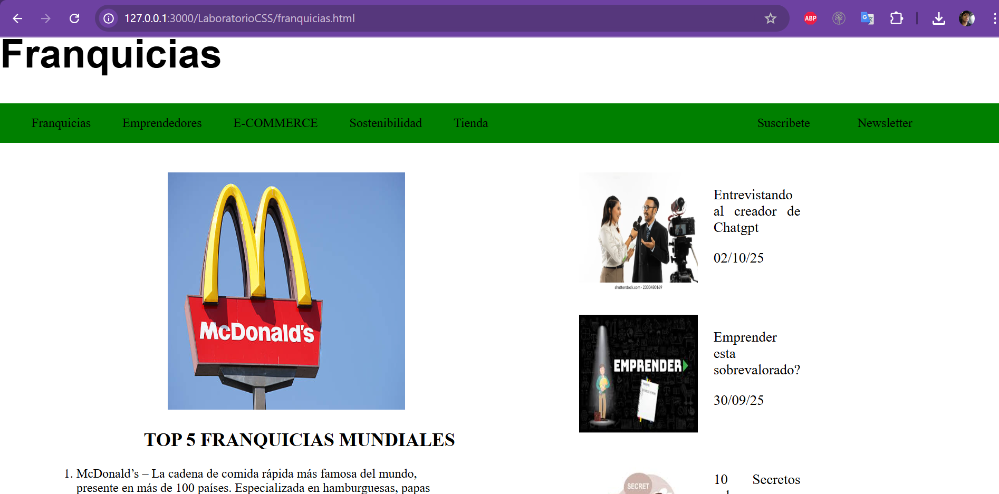 127.0.0.1:3000/LaboratorioCSS/franquicias.html
ABP
Franquicias
Franquicias Emprendedores E-COMMERCE Sostenibilidad Tienda Suscribete Newsletter
McDonald's
TOP 5 FRANQUICIAS MUNDIALES
1. McDonald’s – La cadena de comida rápida más famosa del mundo,
presente en más de 100 países. Especializada en hamburguesas, papas
shutterstock.com · 2330480169
Entrevistando
al creador de
Chatgpt
02/10/25
EMPRENDER
Emprender
esta
sobrevalorado?
30/09/25
SECRET
10 Secretos